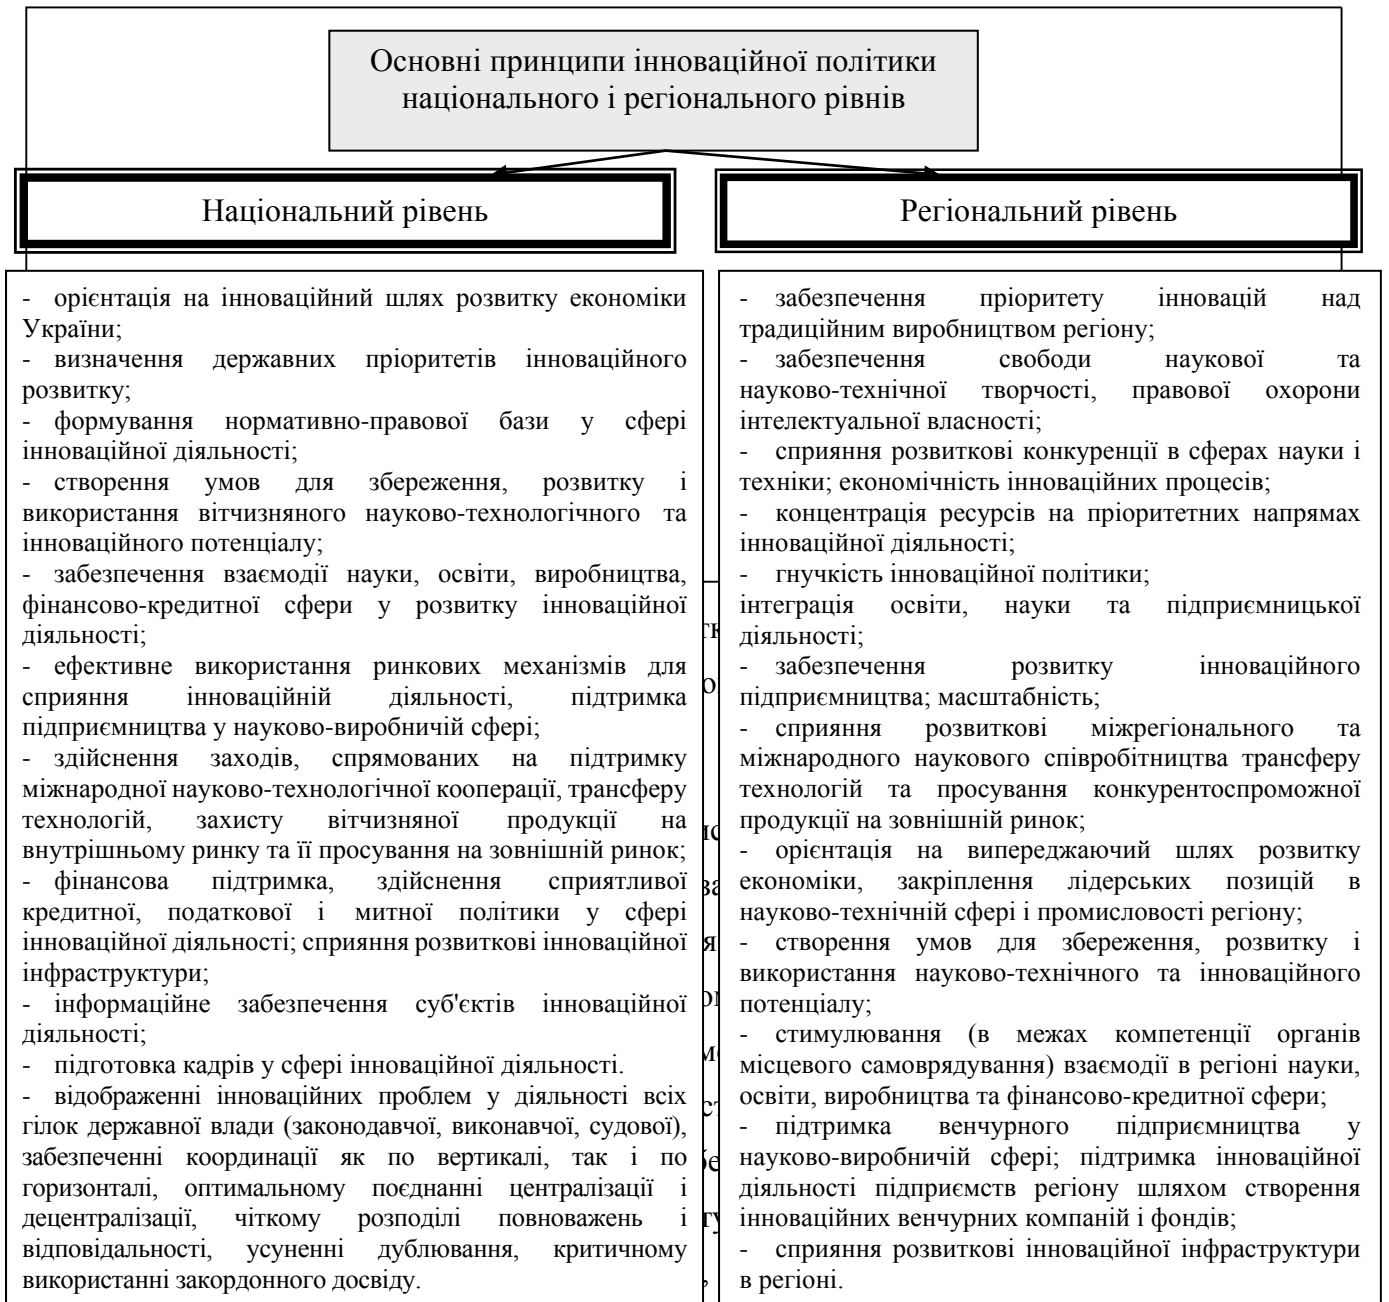 Основні принципи інноваційної політики
національного і регіонального рівнів
Національний рівень
- орієнтація на інноваційний шлях розвитку економіки
України;
- визначення державних пріоритетів інноваційного
розвитку;
- формування нормативно-правової бази у сфері
інноваційної діяльності;
- створення умов для збереження, розвитку і
використання вітчизняного науково-технологічного та
інноваційного потенціалу;
- забезпечення взаємодії науки, освіти, виробництва,
фінансово-кредитної сфери у розвитку інноваційної
діяльності;
- ефективне використання ринкових механізмів для
сприяння інноваційній діяльності, підтримка
підприємництва у науково-виробничій сфері;
- здійснення заходів, спрямованих на підтримку
міжнародної науково-технологічної кооперації, трансферу
технологій, захисту вітчизняної продукції на
внутрішньому ринку та її просування на зовнішній ринок;
- фінансова підтримка, здійснення сприятливої
кредитної, податкової і митної політики у сфері
інноваційної діяльності; сприяння розвиткові інноваційної
інфраструктури;
- інформаційне забезпечення суб'єктів інноваційної
діяльності;
- підготовка кадрів у сфері інноваційної діяльності.
- відображенні інноваційних проблем у діяльності всіх
гілок державної влади (законодавчої, виконавчої, судової),
забезпеченні координації як по вертикалі, так і по
горизонталі, оптимальному поєднанні централізації і
децентралізації, чіткому розподілі повноважень і
відповідальності, усуненні дублювання, критичному
використанні закордонного досвіду.
Регіональний рівень
- забезпечення пріоритету інновацій над
традиційним виробництвом регіону;
- забезпечення свободи наукової та
науково-технічної творчості, правової охорони
інтелектуальної власності;
- сприяння розвиткові конкуренції в сферах науки і
техніки; економічність інноваційних процесів;
- концентрація ресурсів на пріоритетних напрямах
інноваційної діяльності;
- гнучкість інноваційної політики;
інтеграція освіти, науки та підприємницької
діяльності;
- забезпечення розвитку інноваційного
підприємництва; масштабність;
- сприяння розвиткові міжрегіонального та
міжнародного наукового співробітництва трансферу
технологій та просування конкурентоспроможної
продукції на зовнішній ринок;
- орієнтація на випереджаючий шлях розвитку
економіки, закріплення лідерських позицій в
науково-технічній сфері і промисловості регіону;
- створення умов для збереження, розвитку і
використання науково-технічного та інноваційного
потенціалу;
- стимулювання (в межах компетенції органів
місцевого самоврядування) взаємодії в регіоні науки,
освіти, виробництва та фінансово-кредитної сфери;
- підтримка венчурного підприємництва у
науково-виробничій сфері; підтримка інноваційної
діяльності підприємств регіону шляхом створення
інноваційних венчурних компаній і фондів;
- сприяння розвиткові інноваційної інфраструктури
в регіоні.